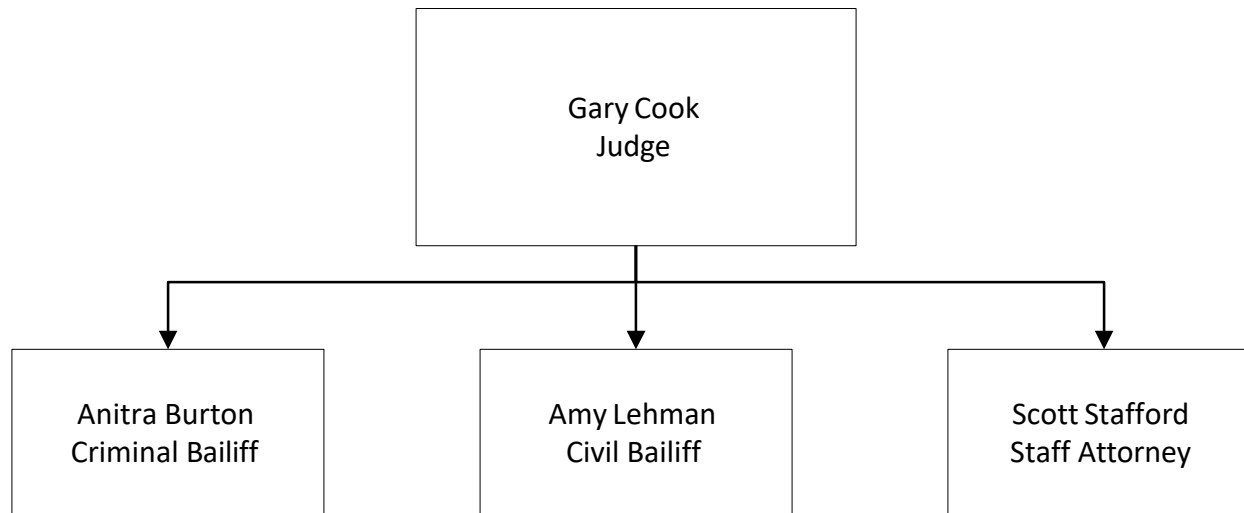 Gary Cook
Judge
Anitra Burton
Criminal Bailiff
Amy Lehman
Civil Bailiff
Scott Stafford
Staff Attorney